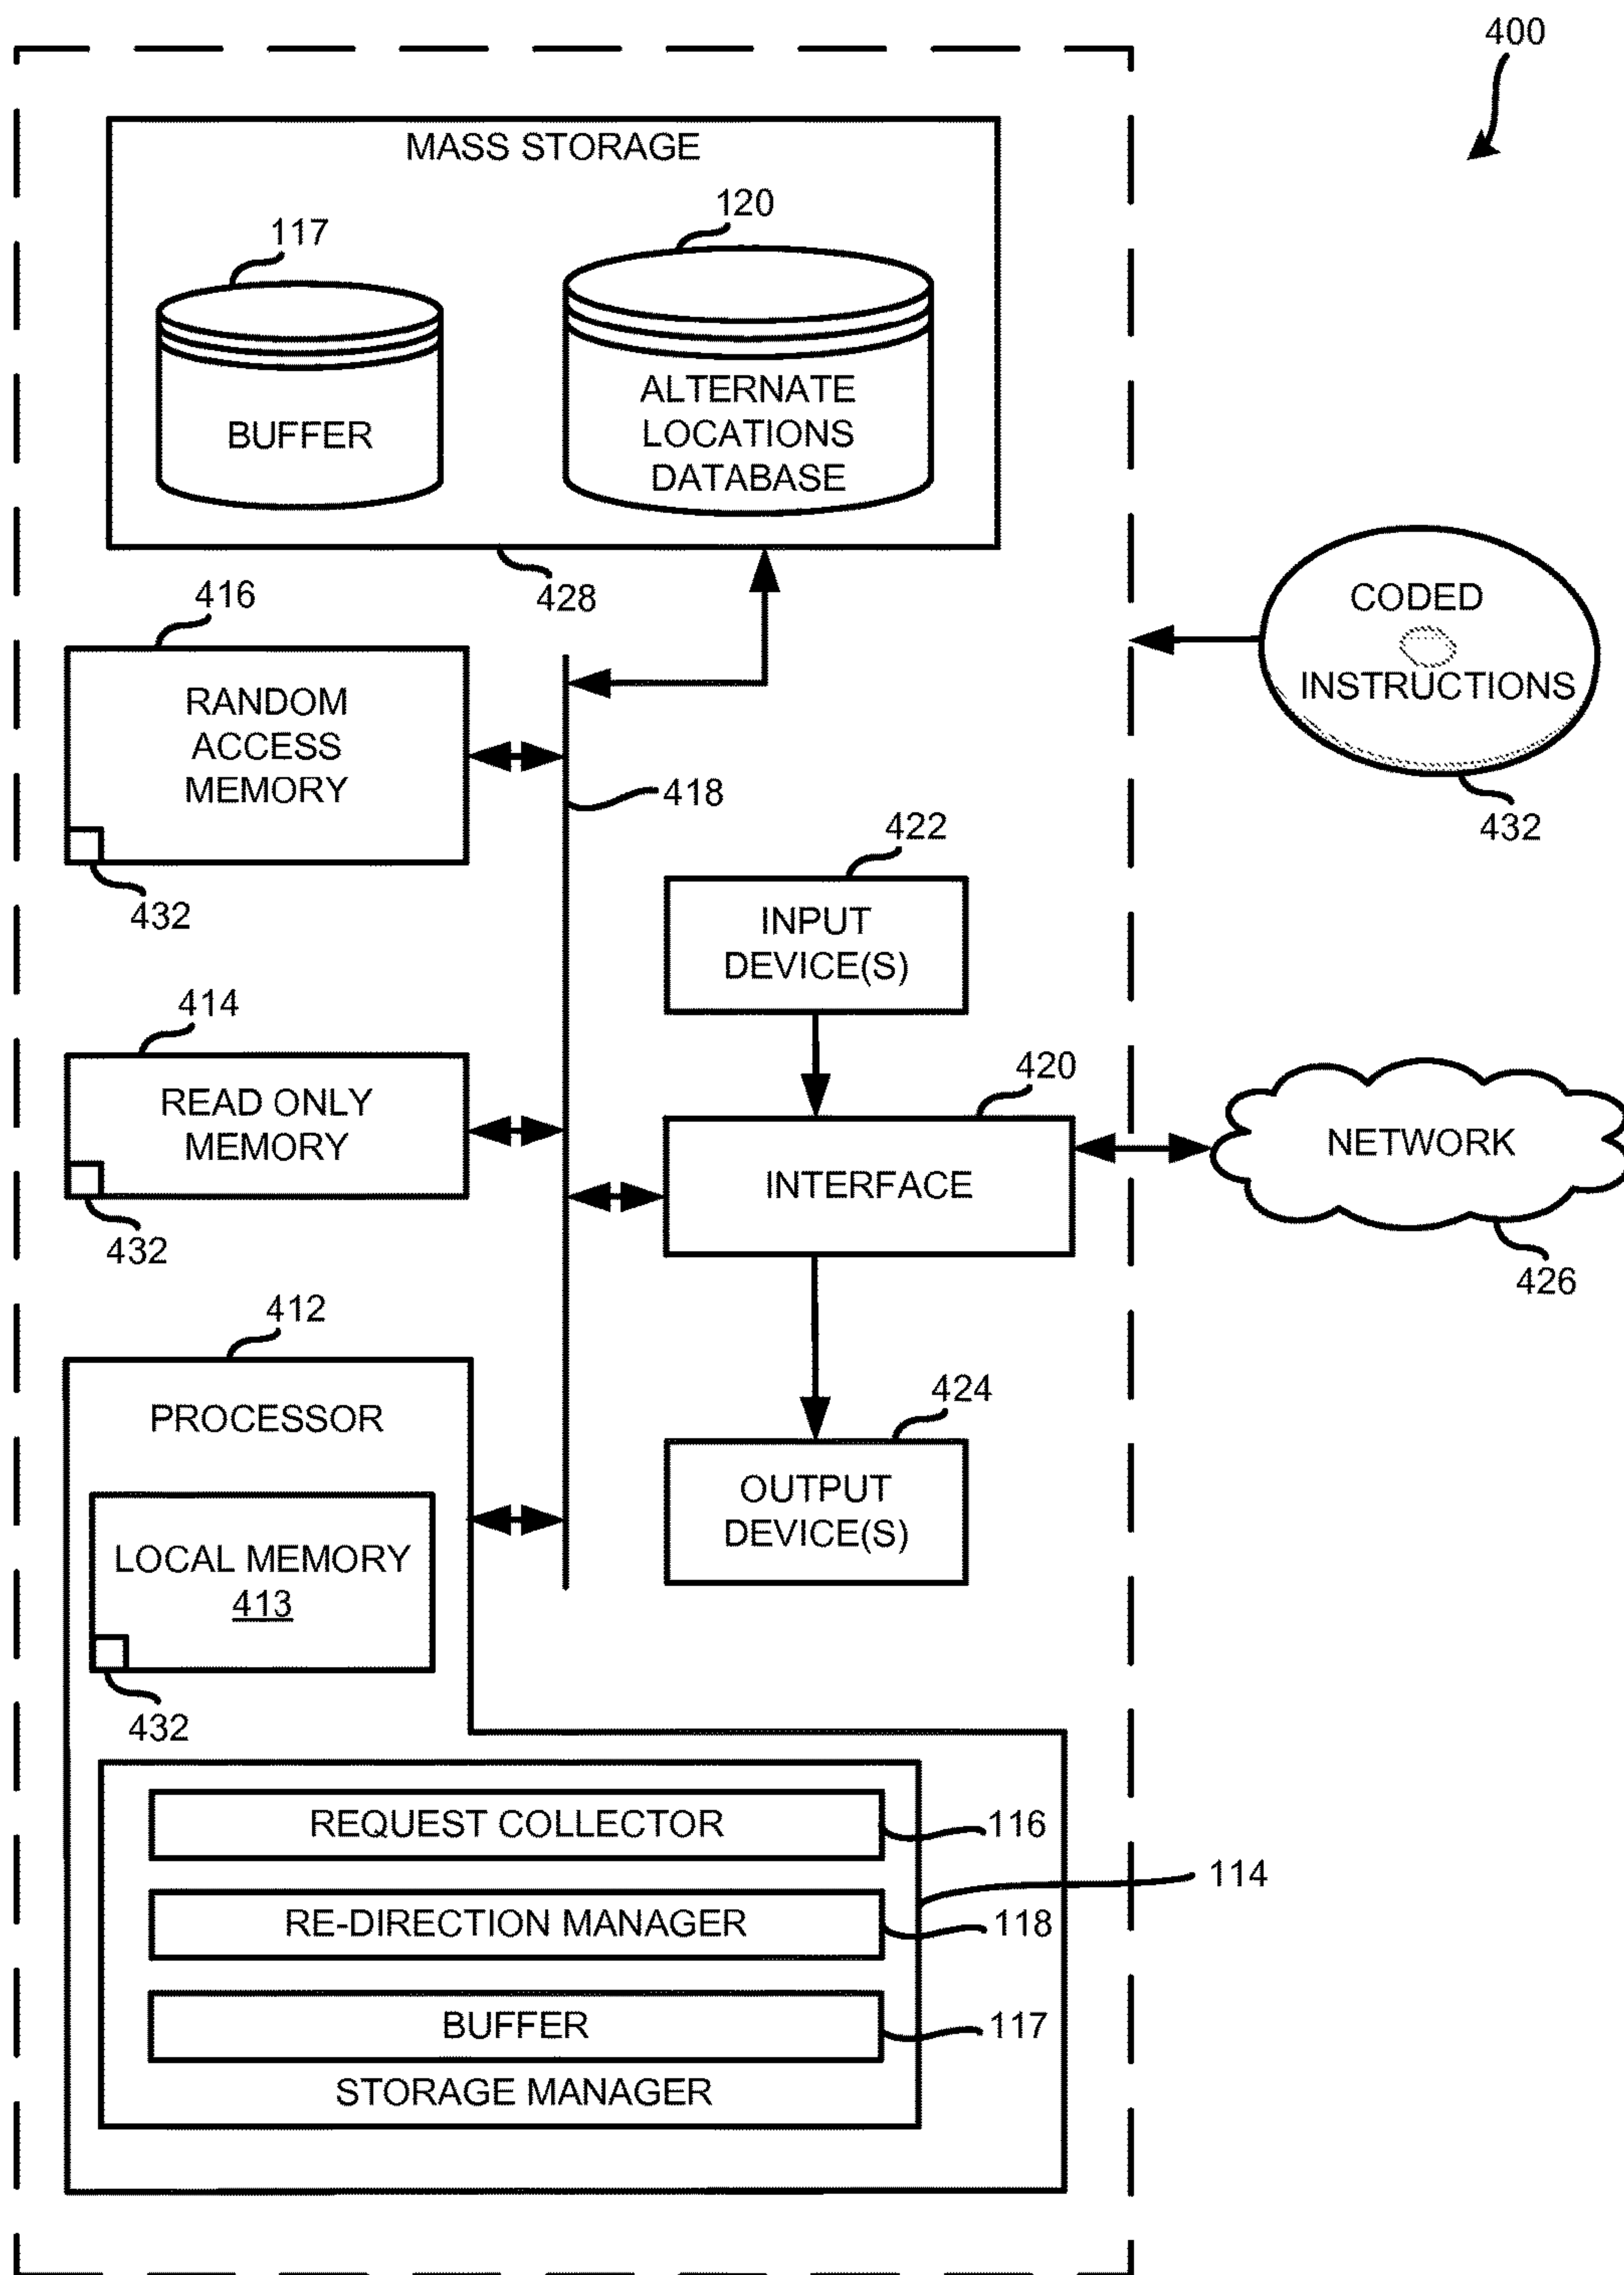 400
MASS STORAGE
117
120
BUFFER
ALTERNATE
LOCATIONS
DATABASE
428
416
RANDOM
ACCESS
MEMORY
432
418
CODED
INSTRUCTIONS
432
422
INPUT
DEVICE(S)
414
READ ONLY
MEMORY
432
420
INTERFACE
NETWORK
426
412
PROCESSOR
LOCAL MEMORY
413
432
424
OUTPUT
DEVICE(S)
REQUEST COLLECTOR
116
114
RE-DIRECTION MANAGER
118
BUFFER
117
STORAGE MANAGER